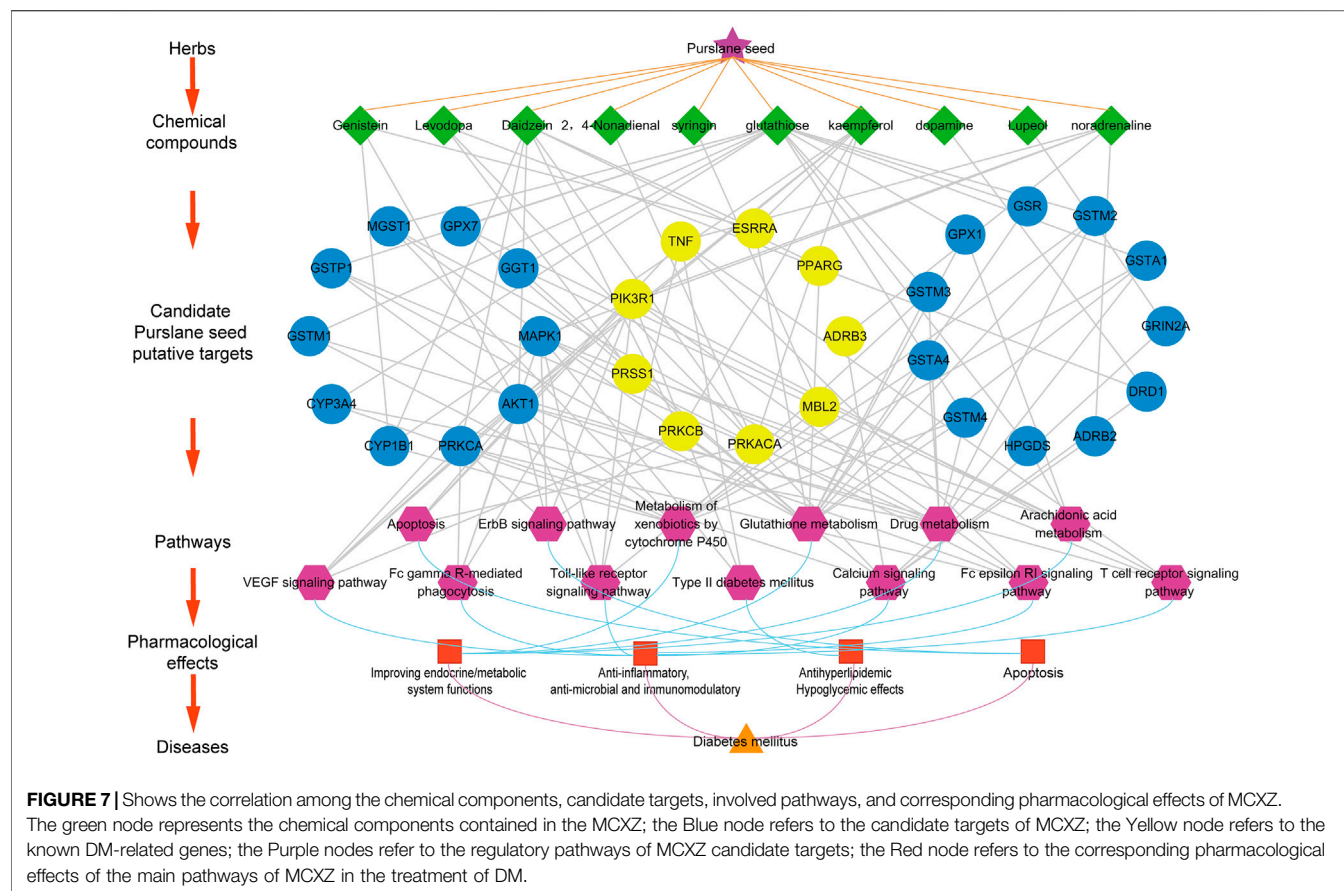 Herbs
Purslane seed
Chemical
compounds
Genistein
Levodopa
Daidzein
2, 4-Nonadienal
syringin
glutathiose
kaempferol
dopamine
Lupeol
noradrenaline
Candidate
Purslane seed
putative targets
MGST1
GPX7
GSTP1
GGT1
GSTM1
MAPK1
CYP3A4
AKT1
CYP1B1
PRKCA
TNF
ESRRA
PPARG
PIK3R1
ADRB3
PRSS1
MBL2
PRKCB
PRKACA
GSR
GSTM2
GPX1
GSTA1
GSTM3
GRIN2A
GSTA4
DRD1
GSTM4
HPGDS
ADRB2
Pathways
Apoptosis
ErbB signaling pathway
Metabolism of
xenobiotics by
cytochrome P450
Glutathione metabolism
Drug metabolism
Arachidonic acid
metabolism
VEGF signaling pathway
Fc gamma R-mediated
phagocytosis
Toll-like receptor
signaling pathway
Type II diabetes mellitus
Calcium signaling
pathway
Fc epsilon RI signaling
pathway
T cell receptor signaling
pathway
Pharmacological
effects
Improving endocrine/metabolic
system functions
Anti-inflammatory,
anti-microbial and immunomodulatory
Antihyperlipidemic
Hypoglycemic effects
Apoptosis
Diseases
Diabetes mellitus
FIGURE 7 | Shows the correlation among the chemical components, candidate targets, involved pathways, and corresponding pharmacological effects of MCXZ.
The green node represents the chemical components contained in the MCXZ; the Blue node refers to the candidate targets of MCXZ; the Yellow node refers to the
known DM-related genes; the Purple nodes refer to the regulatory pathways of MCXZ candidate targets; the Red node refers to the corresponding pharmacological
effects of the main pathways of MCXZ in the treatment of DM.